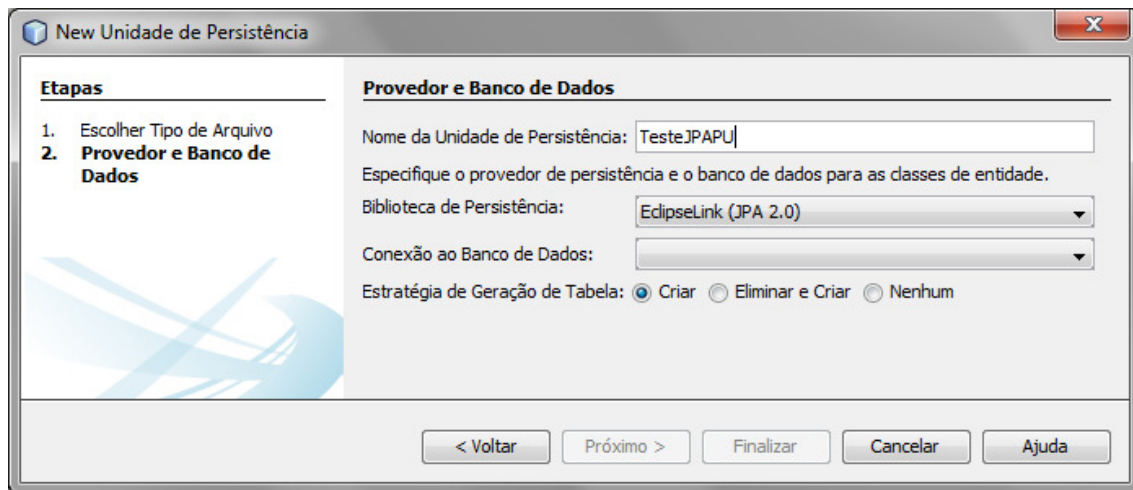 New Unidade de Persistência
Etapas
1. Escolher Tipo de Arquivo
2. Provedor e Banco de
Dados
Provedor e Banco de Dados
Nome da Unidade de Persistência: TesteJPAPU
Especifique o provedor de persistência e o banco de dados para as classes de entidade.
Biblioteca de Persistência: EclipseLink (JPA 2.0)
Conexão ao Banco de Dados:
Estratégia de Geração de Tabela: Criar Eliminar e Criar Nenhum
< Voltar Próximo > Finalizar Cancelar Ajuda